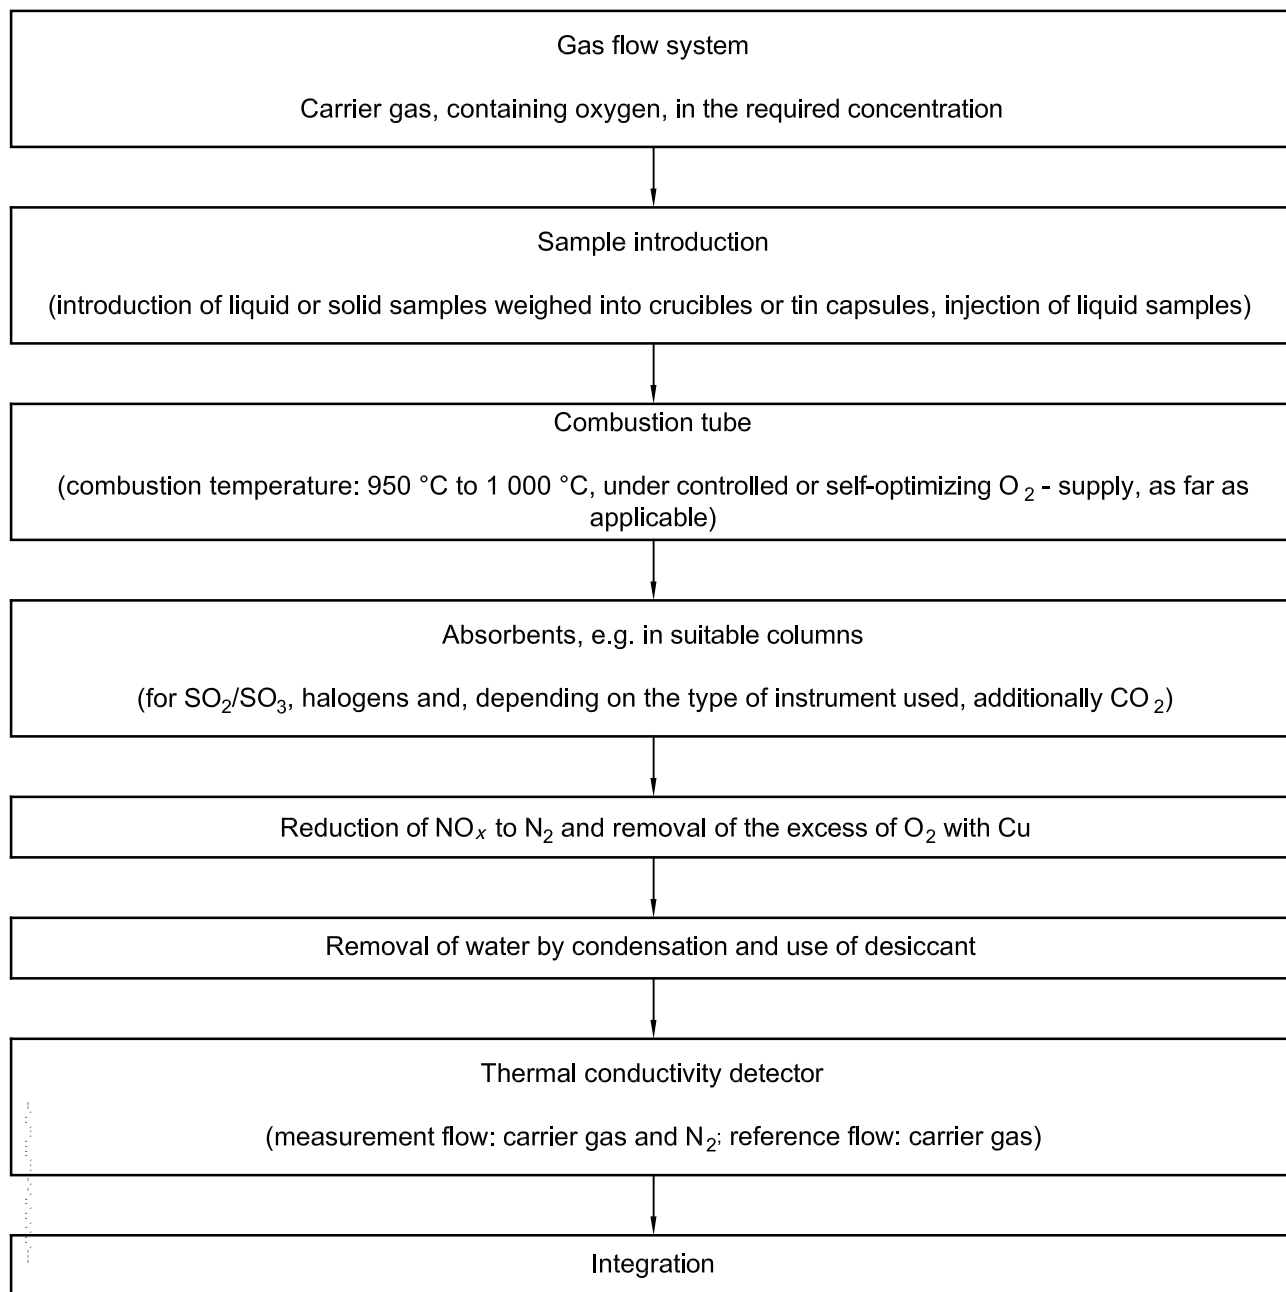 Gas flow system
Carrier gas, containing oxygen, in the required concentration
Sample introduction
(introduction of liquid or solid samples weighed into crucibles or tin capsules, injection of liquid samples)
Combustion tube
(combustion temperature: 950 °C to 1 000 °C, under controlled or self-optimizing O₂ - supply, as far as
applicable)
Absorbents, e.g. in suitable columns
(for SO₂/SO₃, halogens and, depending on the type of instrument used, additionally CO₂)
Reduction of NOₓ to N₂ and removal of the excess of O₂ with Cu
Removal of water by condensation and use of desiccant
Thermal conductivity detector
(measurement flow: carrier gas and N₂; reference flow: carrier gas)
Integration